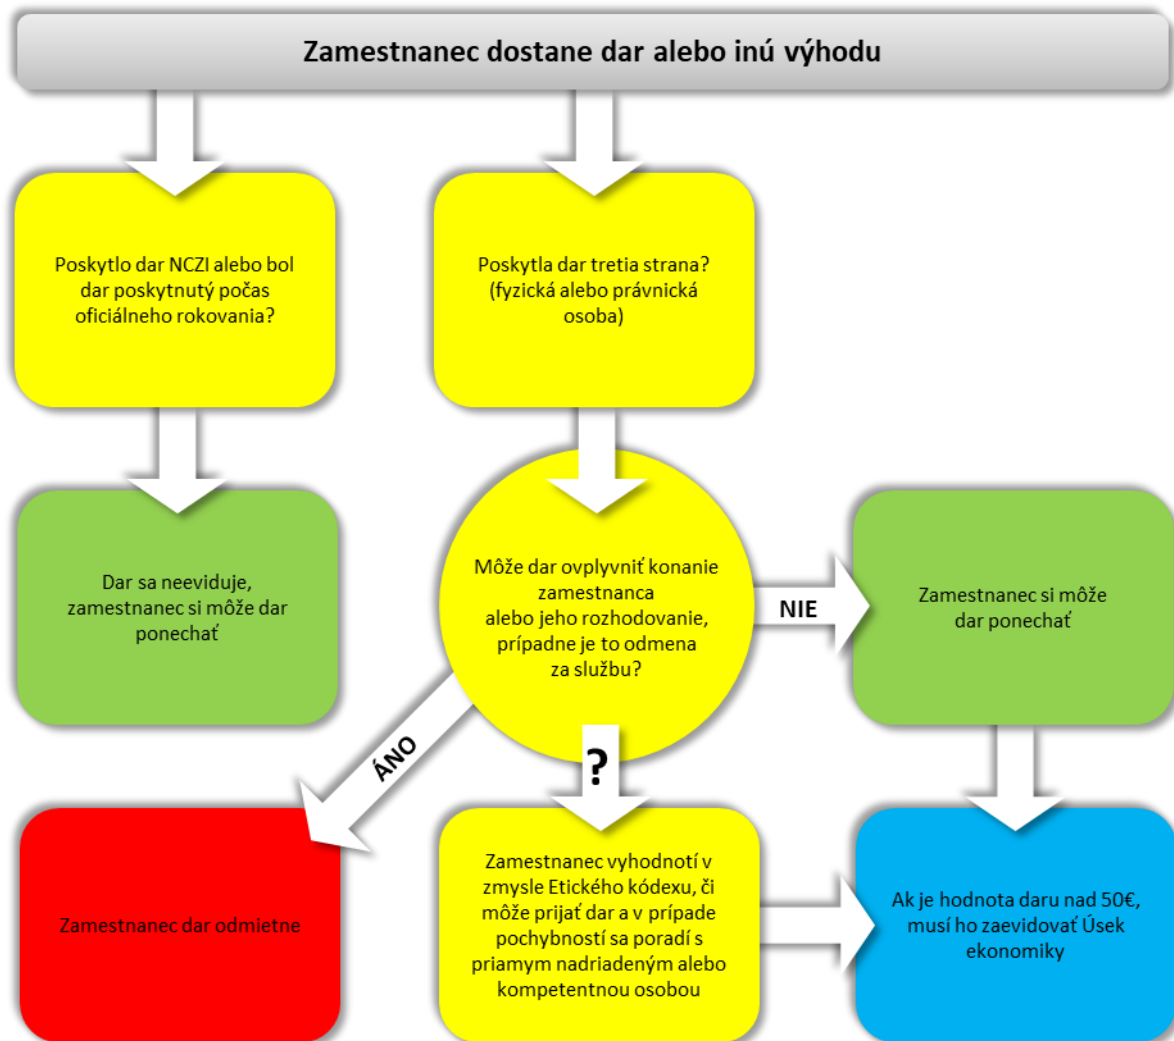 Zamestnanec dostane dar alebo inú výhodu
Poskytlo dar NCZI alebo bol
dar poskytnutý počas
oficiálneho rokovania?
Poskytla dar tretia strana?
(fyzická alebo právnická
osoba)
Dar sa neeviduje,
zamestnanec si môže dar
ponechať
Môže dar ovplyvniť konanie
zamestnanca
alebo jeho rozhodovanie,
prípadne je to odmena
za službu?
NIE
Zamestnanec si môže
dar ponechať
ÁNO
?
Zamestnanec dar odmietne
Zamestnanec vyhodnotí v
zmysle Etického kódexu, či
môže prijať dar a v prípade
pochybností sa poradí s
priamym nadriadeným alebo
kompetentnou osobou
Ak je hodnota daru nad 50€,
musí ho zaevidovať Úsek
ekonomiky